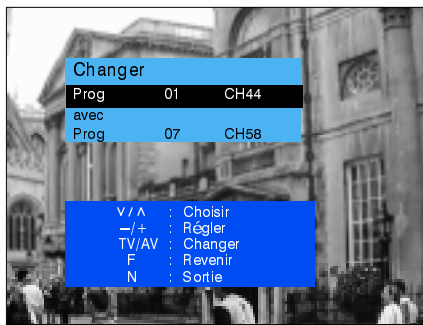 Changer
Prog 01 CH44
avec
Prog 07 CH58
∨/∧ : Choisir
–/+ : Régler
TV/AV : Changer
F : Revenir
N : Sortie